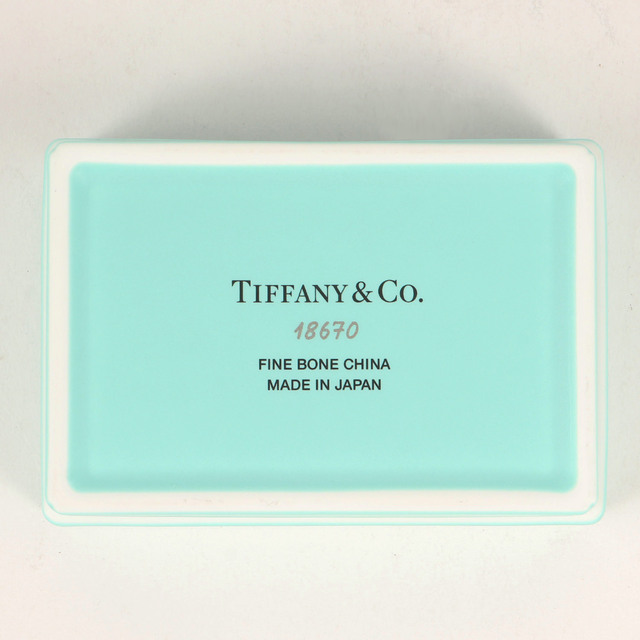 TIFFANY & CO.
18670
FINE BONE CHINA
MADE IN JAPAN